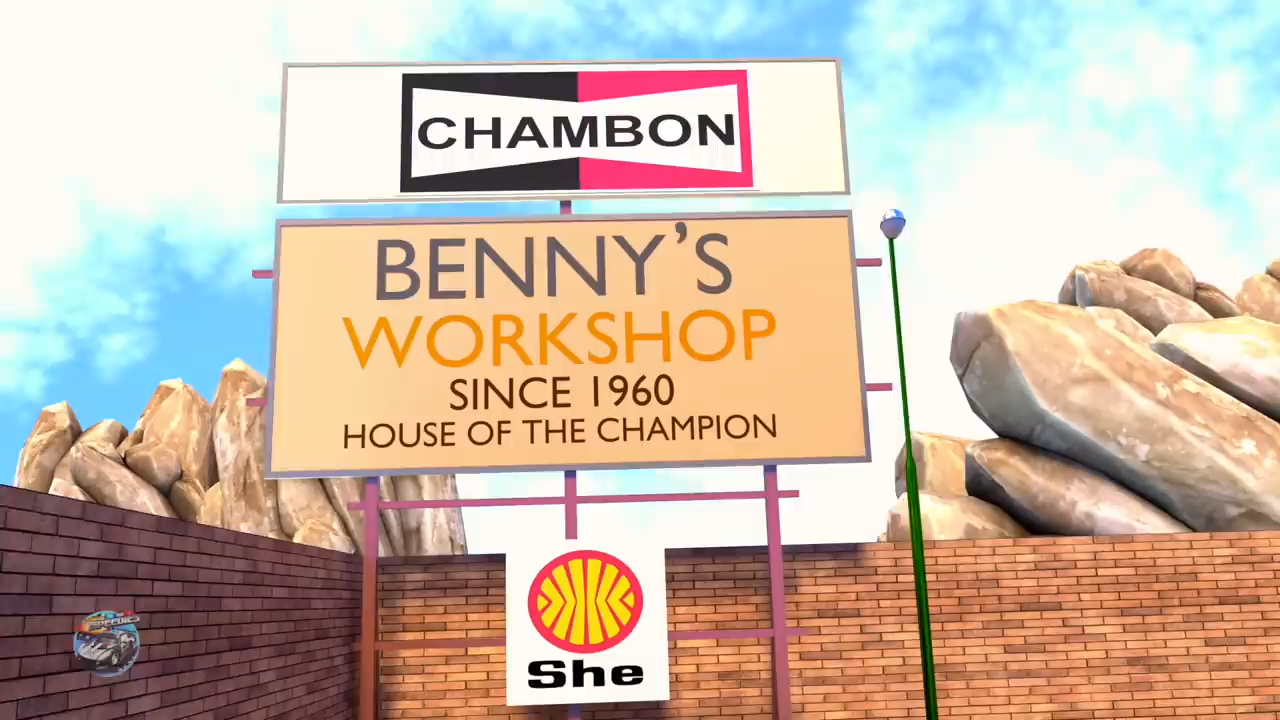 CHAMBON
BENNY'S
WORKSHOP
SINCE 1960
HOUSE OF THE CHAMPION
She